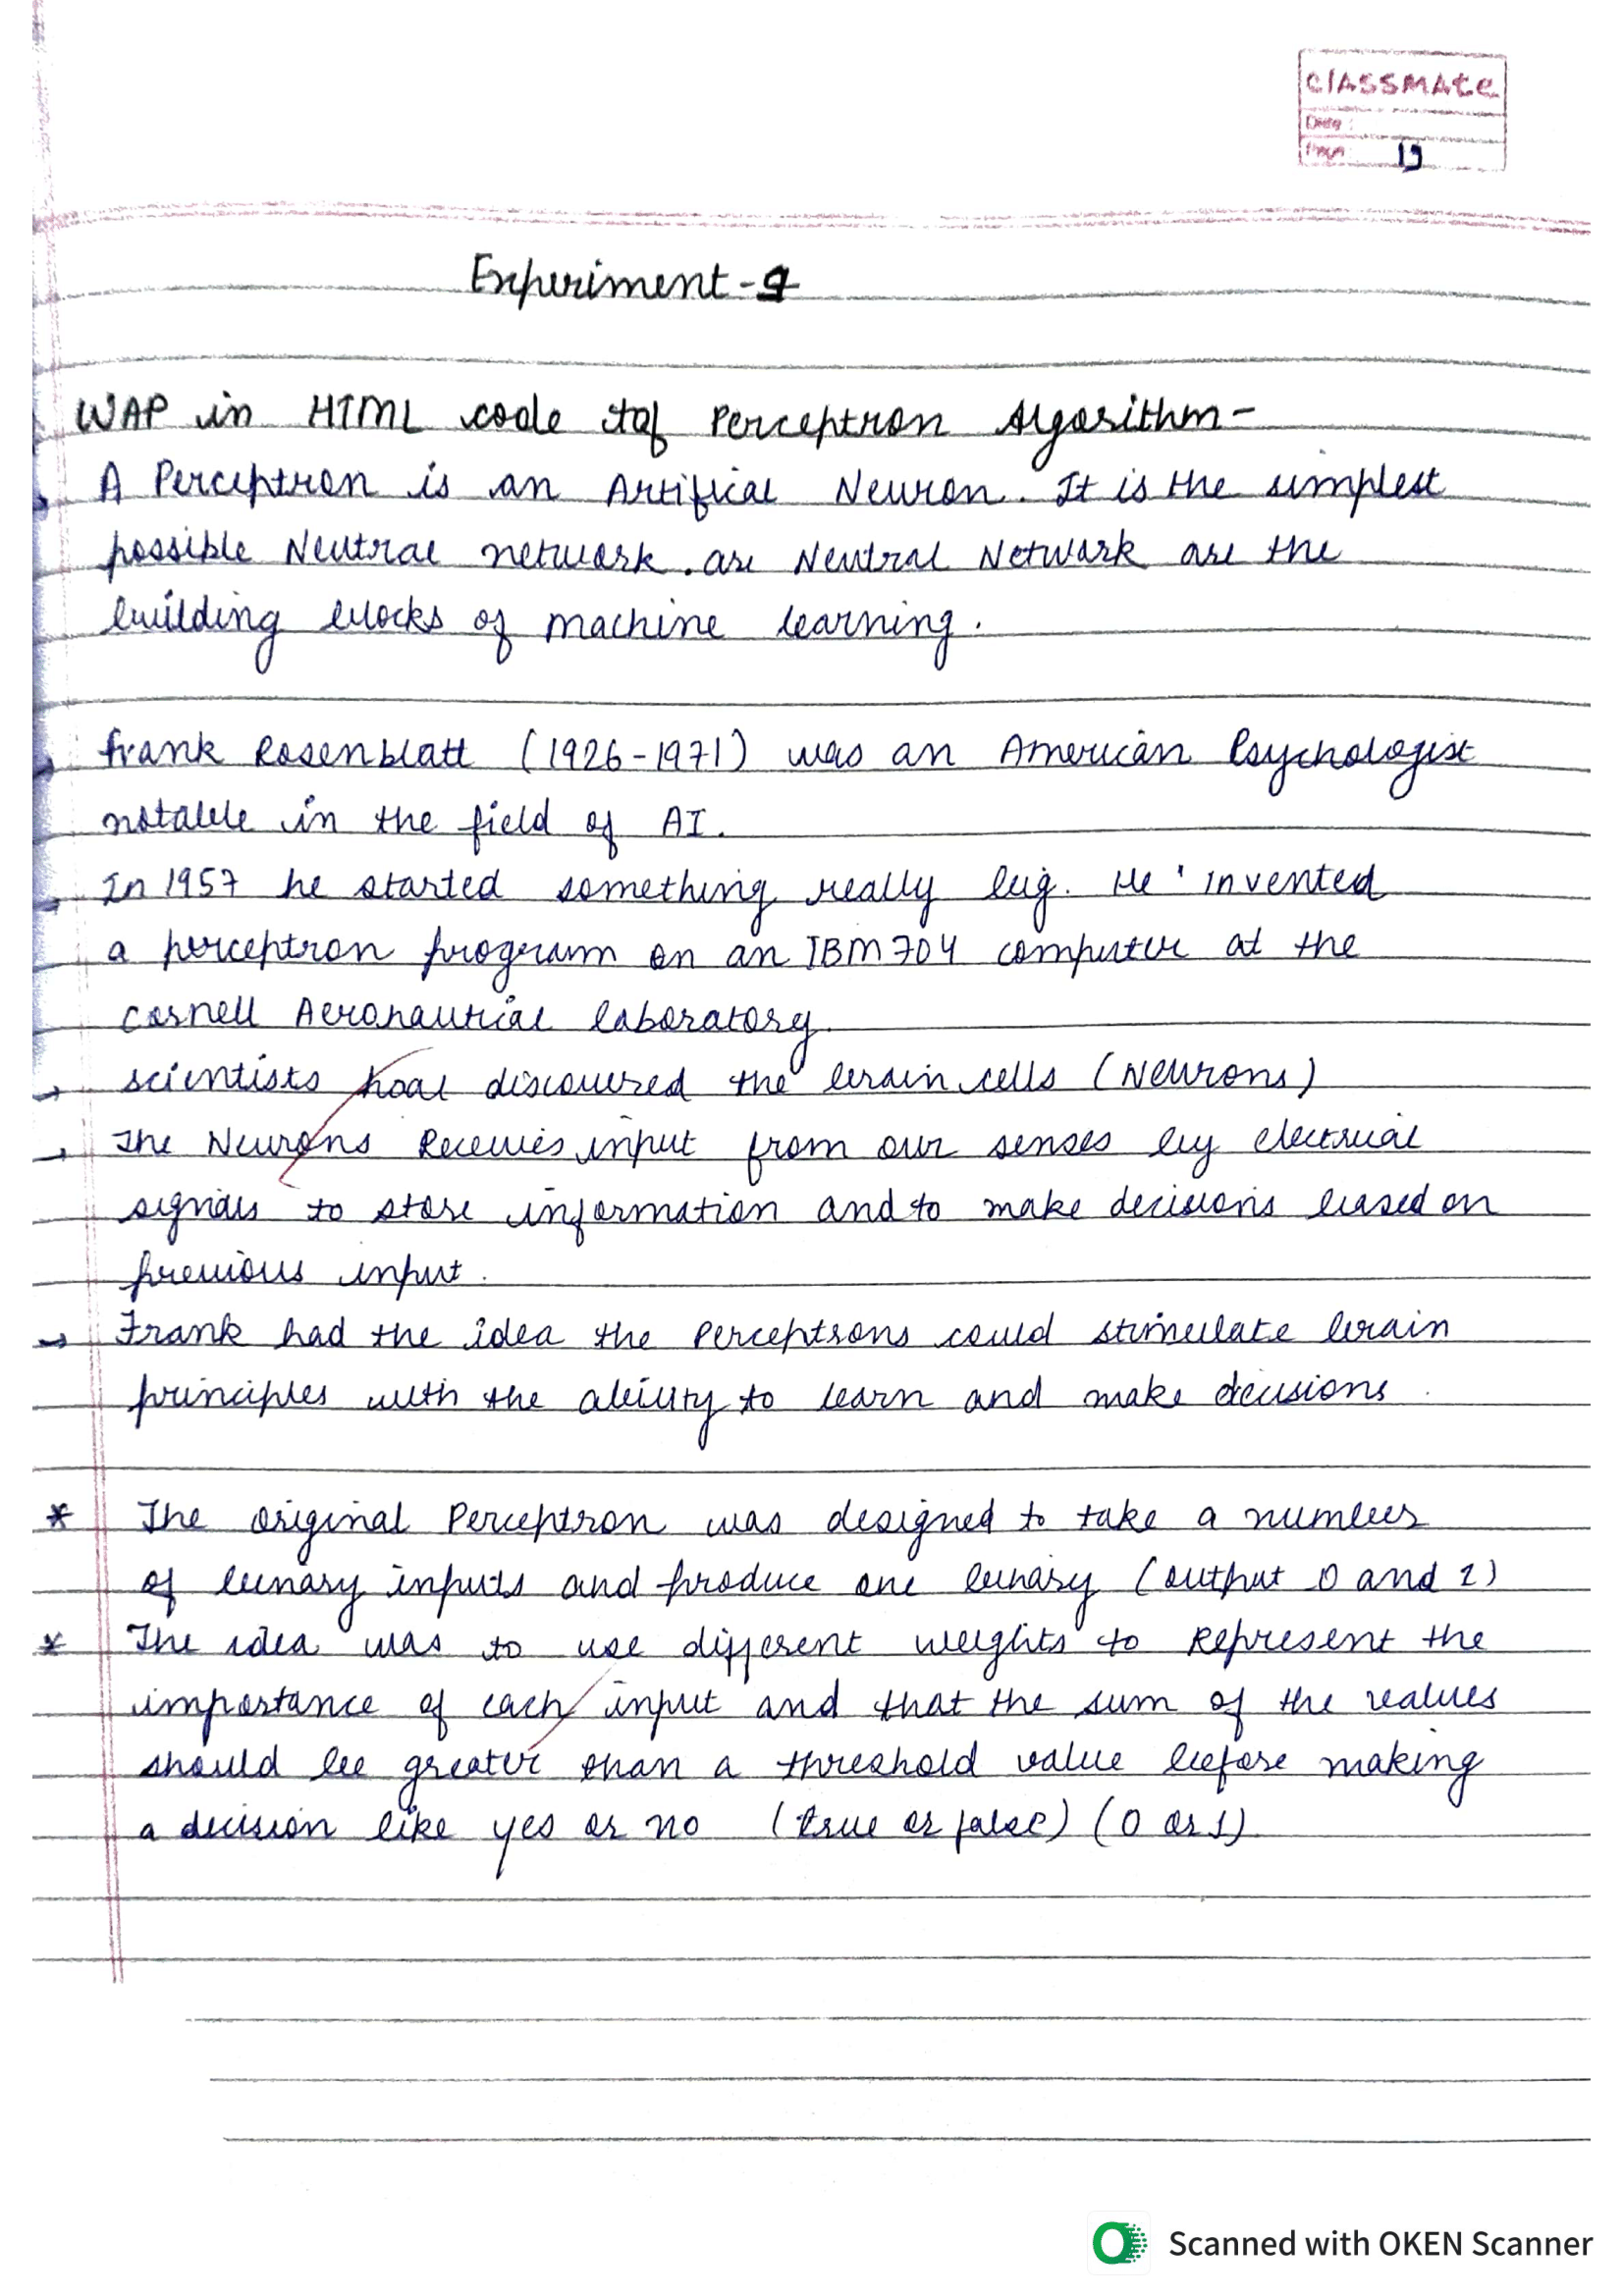 classmate
Date :
Page 19
Experiment-9
WAP in HTML code of Perceptron Algorithm-
A Perceptron is an Artifical Neuron. It is the simplest
possible Neutral network. are Neutral Network are the
building blocks of machine learning.
Frank Rosenblatt (1926-1971) was an American Psychologist
notable in the field of AI.
In 1957 he started something really big. He invented
a perceptron program on an IBM 704 computer at the
cornell Aeronautical laboratory.
→ scientists had discovered the brain cells (Neurons)
→ The Neurons Receives input from our senses by electrical
signals to store information and to make decisions based on
previous input.
→ Frank had the idea the Perceptrons could stimulate brain
principles with the ability to learn and make decisions.
* The original Perceptron was designed to take a number
of binary inputs and produce one binary (output 0 and 1)
* The idea was to use different weights to Represent the
importance of each input and that the sum of the values
should be greater than a threshold value before making
a decision like yes or no (true or false) (0 or 1)
Scanned with OKEN Scanner